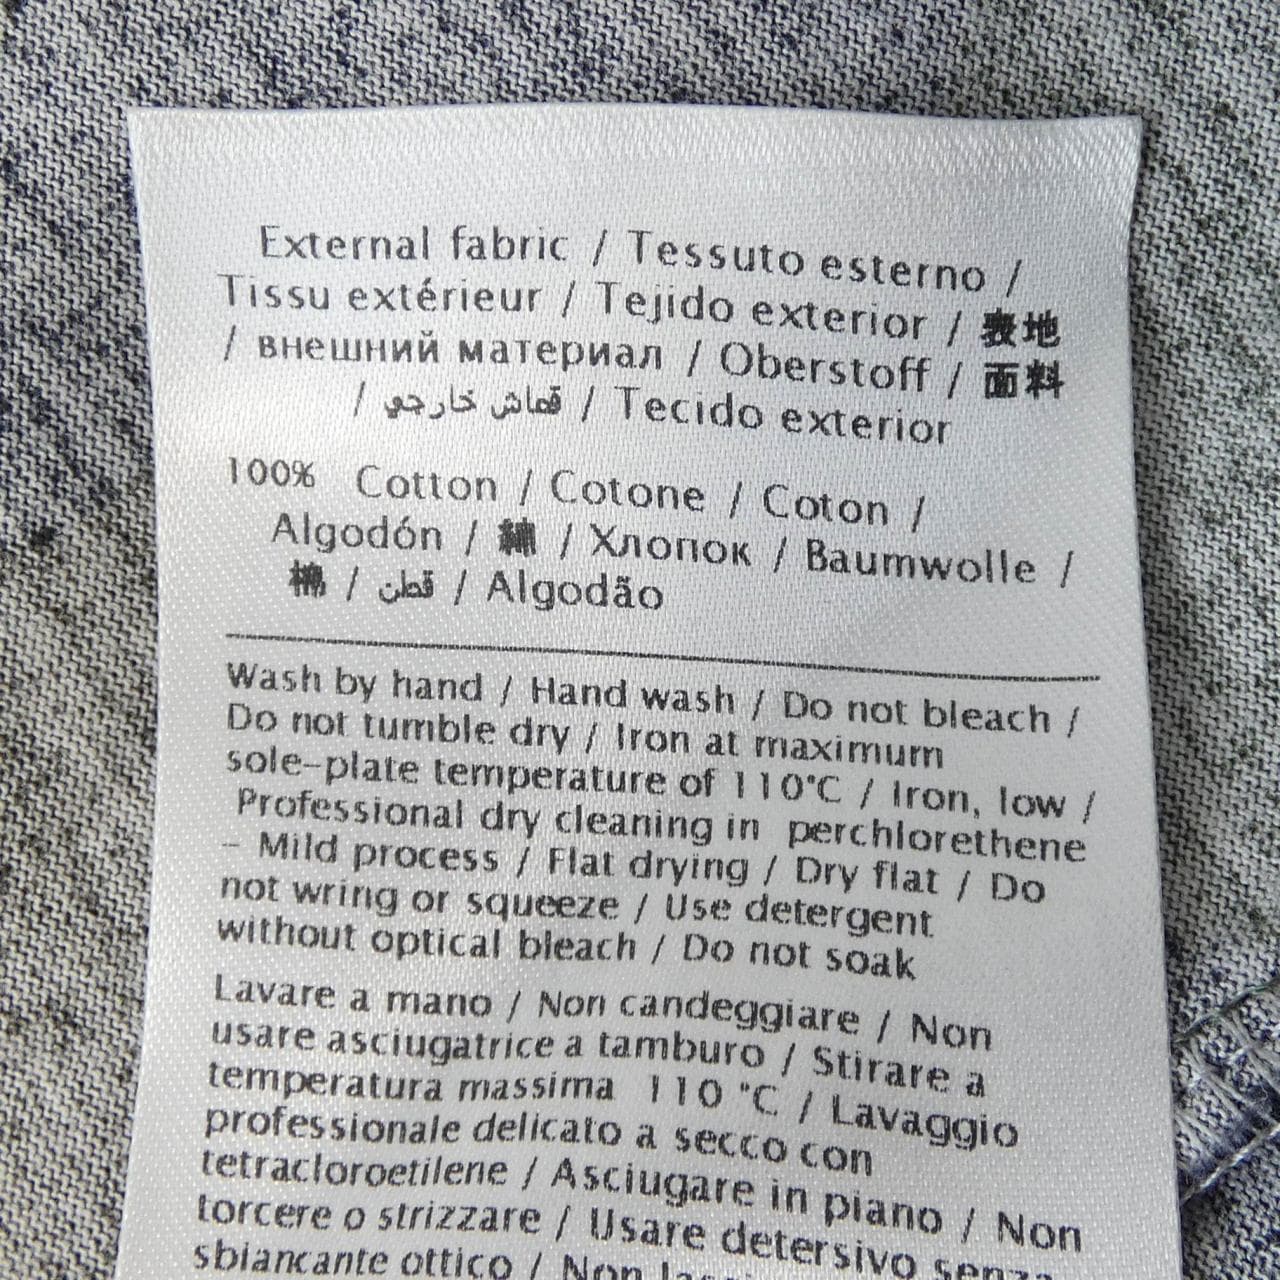 External fabric / Tessuto esterno /
Tissu extérieur / Tejido exterior / 表地
/ внешний материал / Oberstoff / 面料
/ قماش خارجي / Tecido exterior
100% Cotton / Cotone / Coton /
Algodón / 綿 / Хлопок / Baumwolle /
棉 / قطن / Algodão
Wash by hand / Hand wash / Do not bleach /
Do not tumble dry / Iron at maximum
sole-plate temperature of 110°C / Iron, low /
Professional dry cleaning in perchlorethene
- Mild process / Flat drying / Dry flat / Do
not wring or squeeze / Use detergent
without optical bleach / Do not soak
Lavare a mano / Non candeggiare / Non
usare asciugatrice a tamburo / Stirare a
temperatura massima 110 °C / Lavaggio
professionale delicato a secco con
tetracloroetilene / Asciugare in piano / Non
torcere o strizzare / Usare detersivo senza
sbiancante ottico / Non